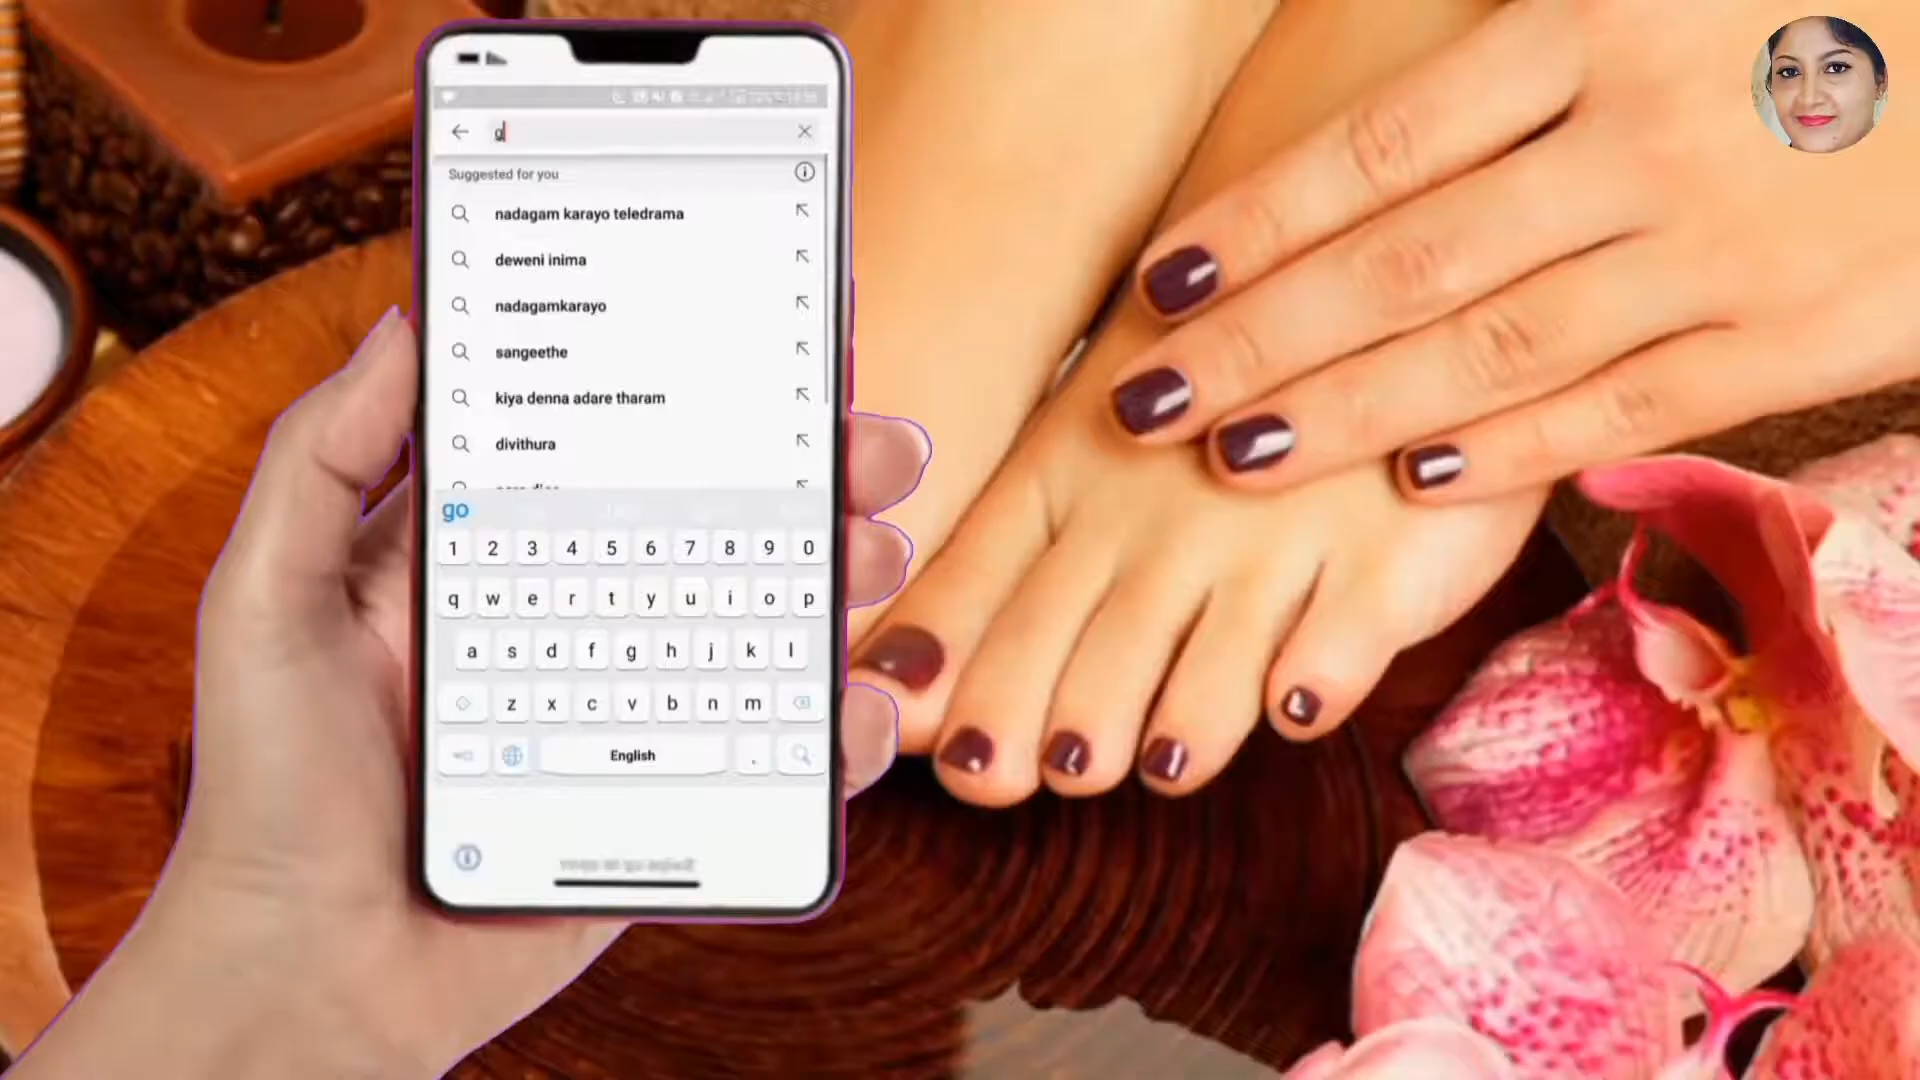 g
Suggested for you
nadagam karayo teledrama
deweni inima
nadagamkarayo
sangeethe
kiya denna adare tharam
divithura
go
1 2 3 4 5 6 7 8 9 0
q w e r t y u i o p
a s d f g h j k l
z x c v b n m
English .